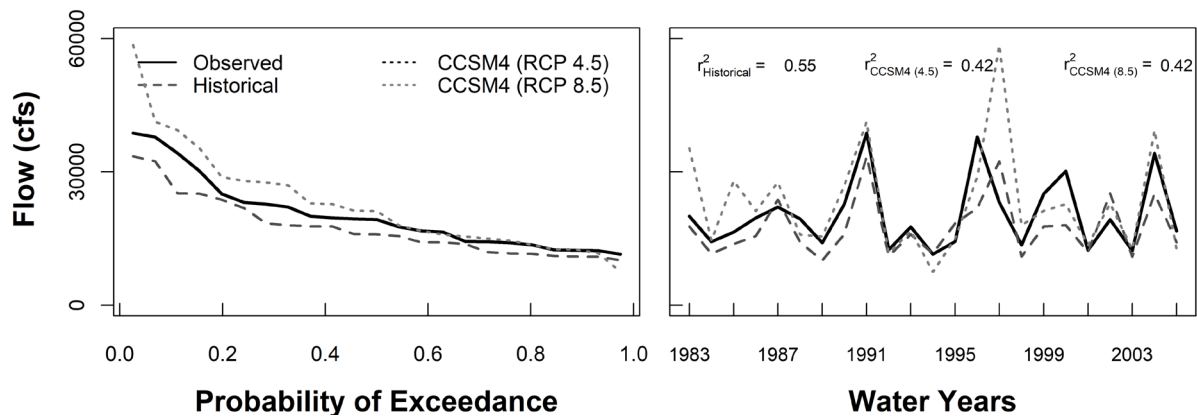 Flow (cfs)
60000
30000
0
Observed
Historical
CCSM4 (RCP 4.5)
CCSM4 (RCP 8.5)
0.0 0.2 0.4 0.6 0.8 1.0
Probability of Exceedance
r²Historical = 0.55
r²CCSM4 (4.5) = 0.42
r²CCSM4 (8.5) = 0.42
1983 1987 1991 1995 1999 2003
Water Years